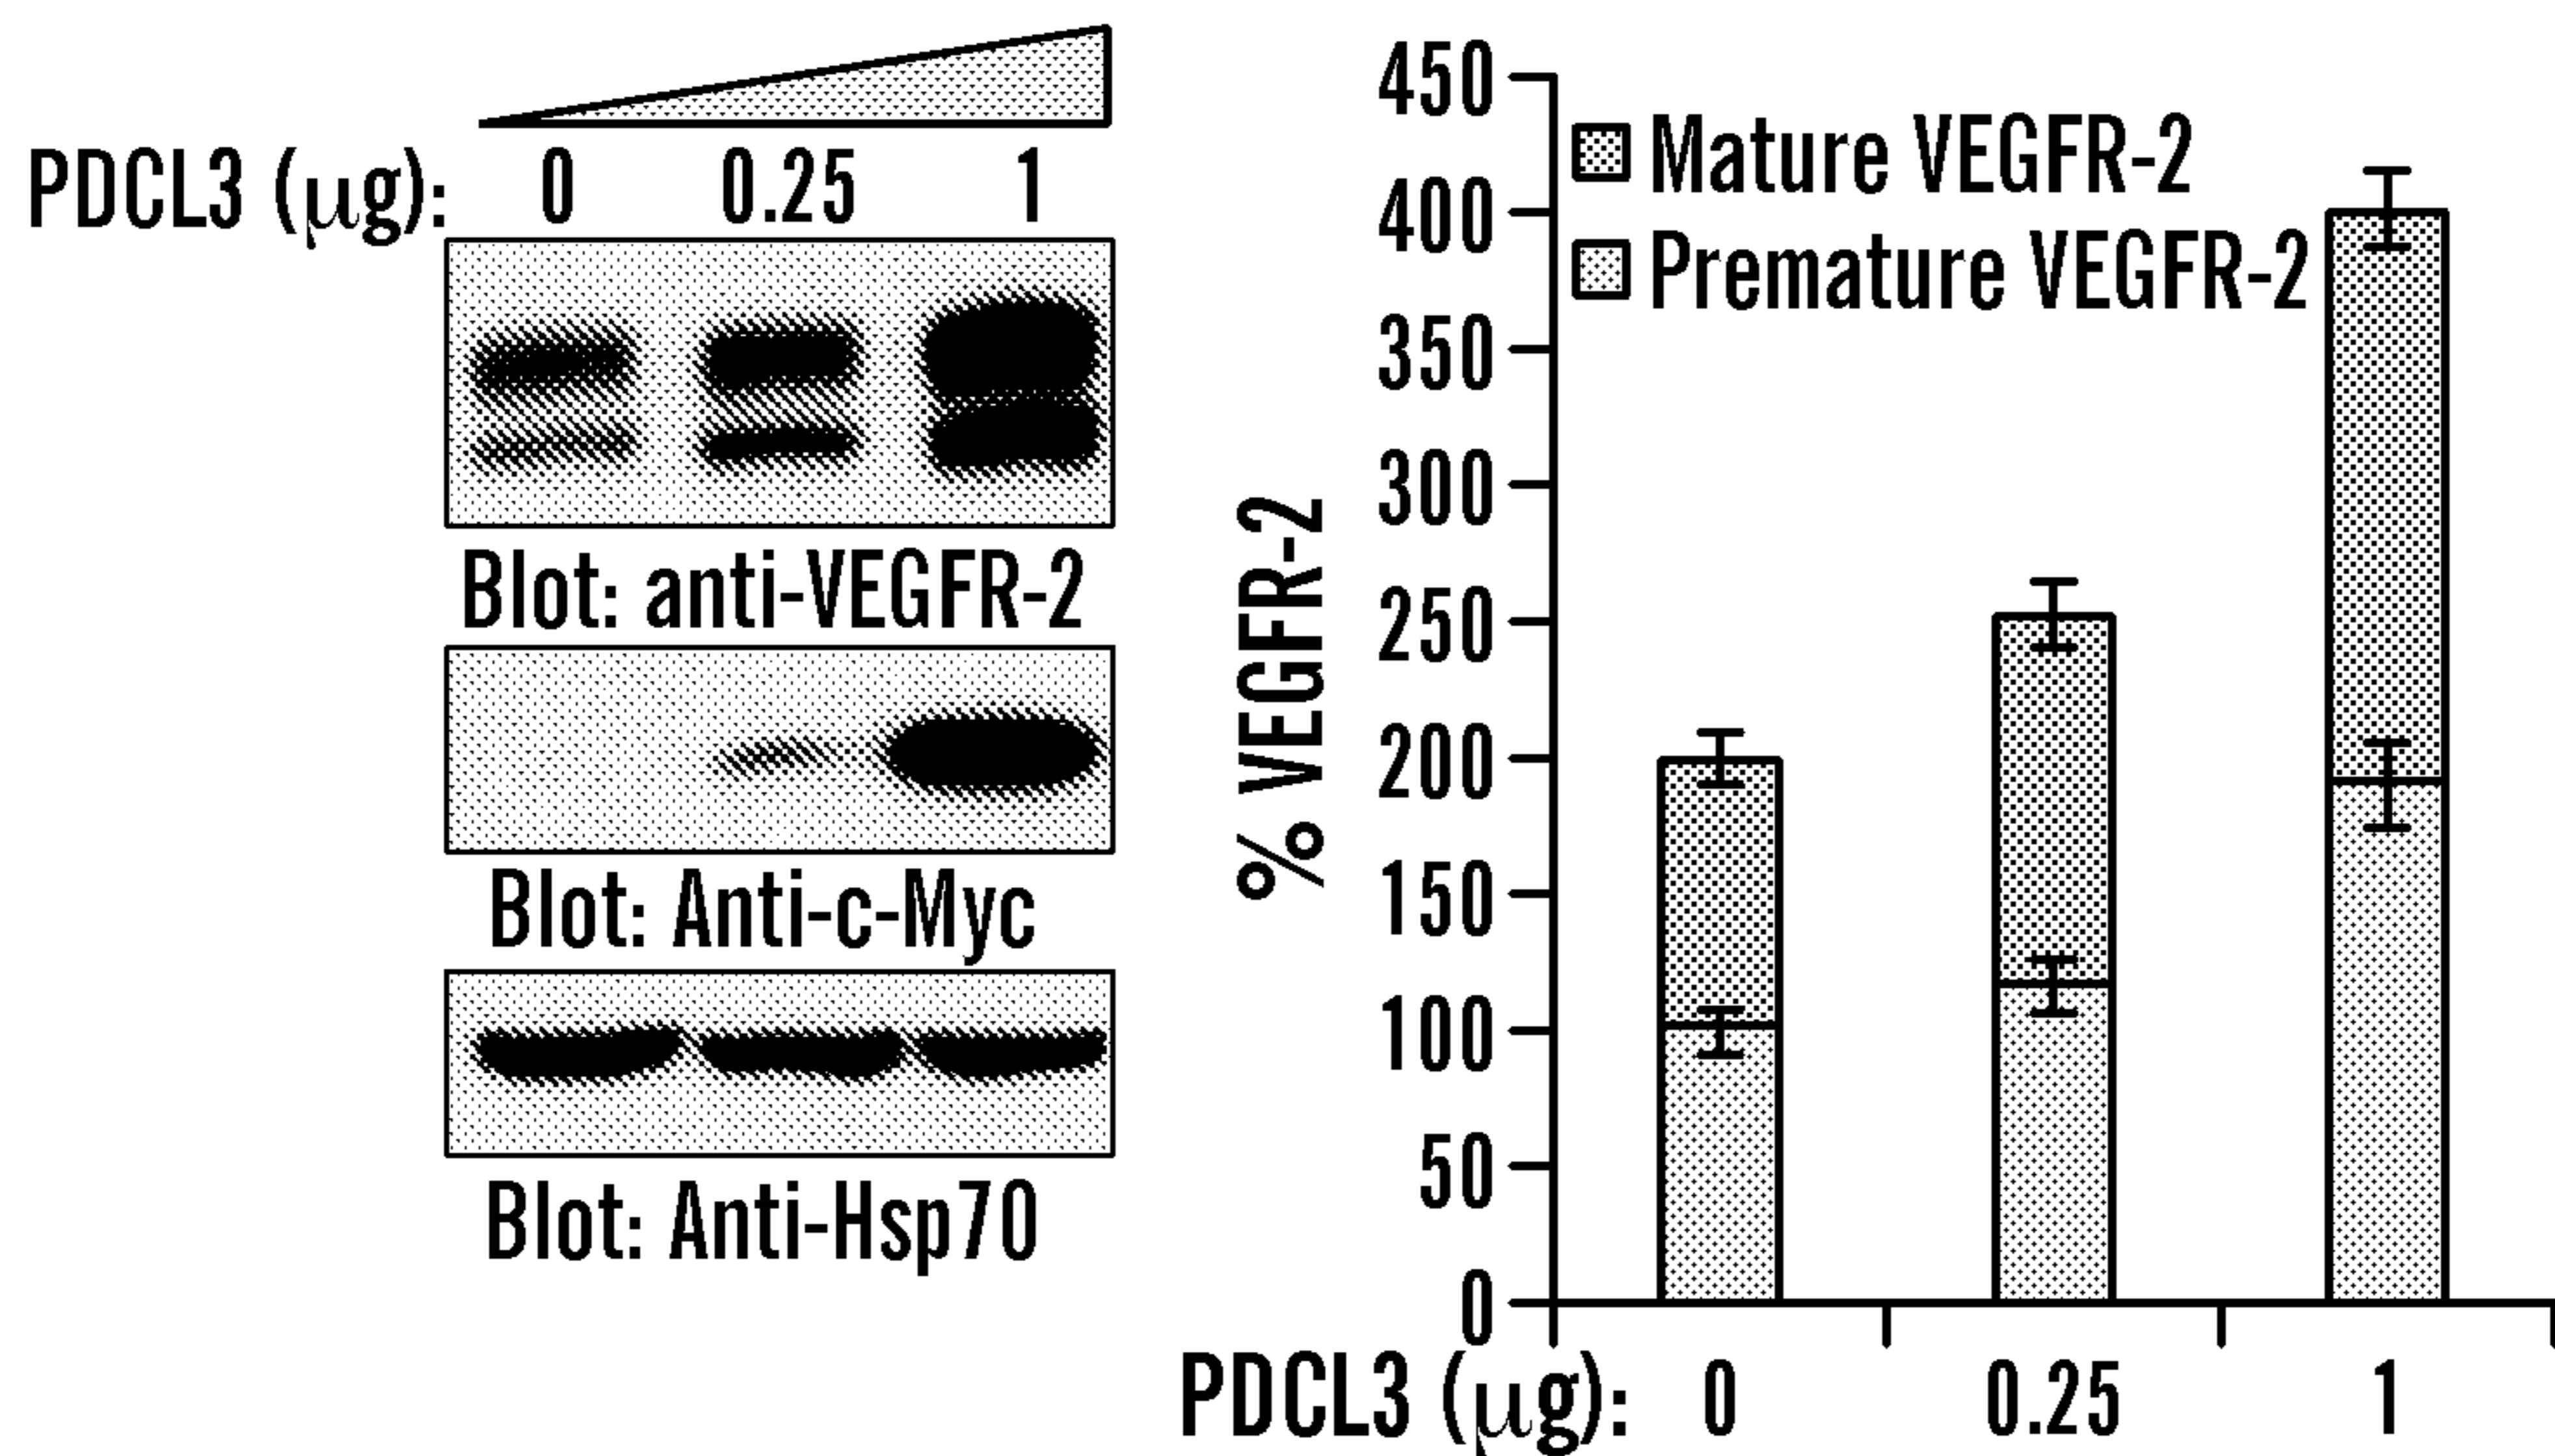 PDCL3 (μg): 0 0.25 1
Blot: anti-VEGFR-2
Blot: Anti-c-Myc
Blot: Anti-Hsp70
% VEGFR-2
450
400
350
300
250
200
150
100
50
0
Mature VEGFR-2
Premature VEGFR-2
PDCL3 (μg): 0 0.25 1